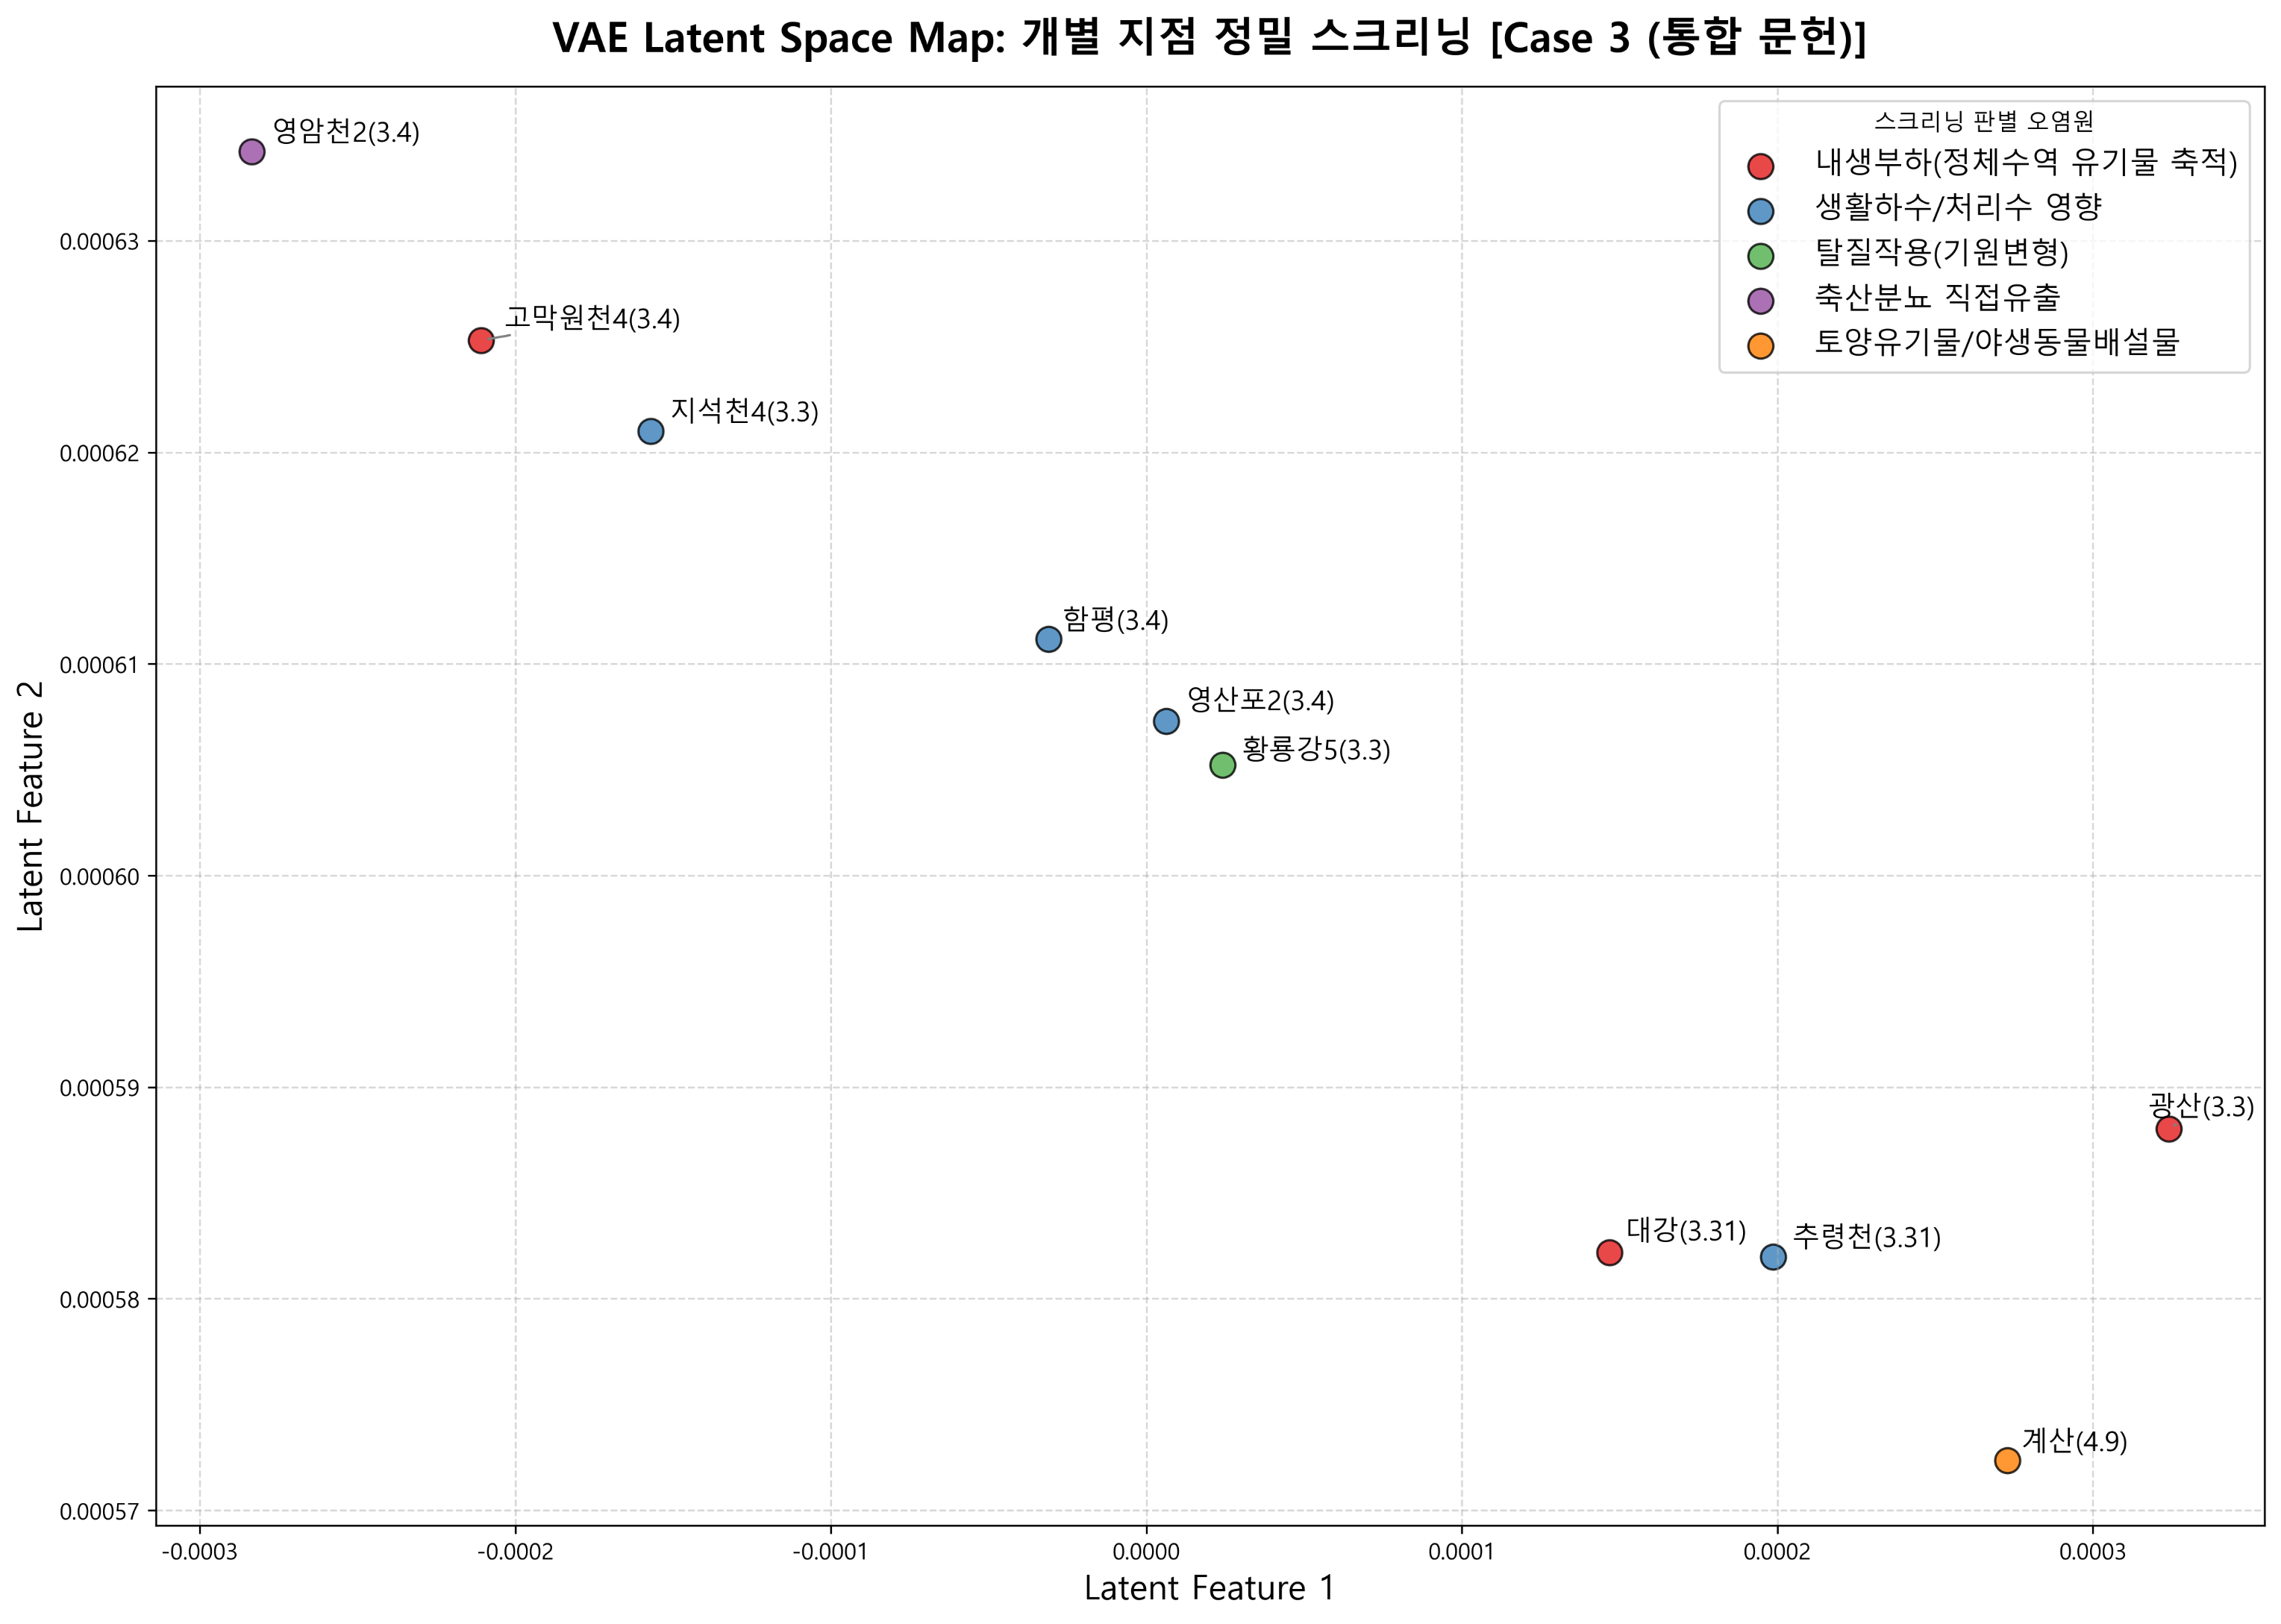 VAE Latent Space Map: 개별 지점 정밀 스크리닝 [Case 3 (통합 문헌)]
스크리닝 판별 오염원
내생부하(정체수역 유기물 축적)
생활하수/처리수 영향
탈질작용(기원변형)
축산분뇨 직접유출
토양유기물/야생동물배설물
영암천2(3.4)
고막원천4(3.4)
지석천4(3.3)
함평(3.4)
영산포2(3.4)
황룡강5(3.3)
광산(3.3)
대강(3.31)
추령천(3.31)
계산(4.9)
Latent Feature 2
0.00063
0.00062
0.00061
0.00060
0.00059
0.00058
0.00057
-0.0003
-0.0002
-0.0001
0.0000
0.0001
0.0002
0.0003
Latent Feature 1